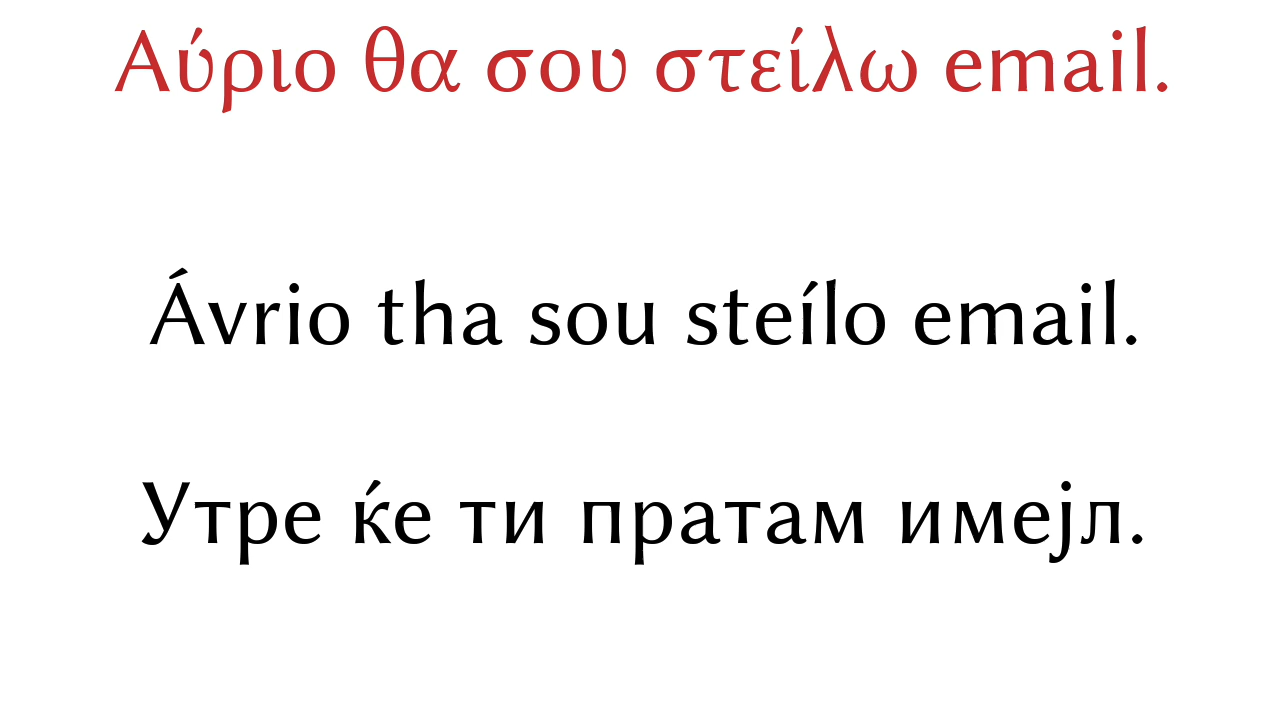 Αύριο θα σου στείλω email.
Ávrio tha sou steílo email.
Утре ќе ти пратам имејл.